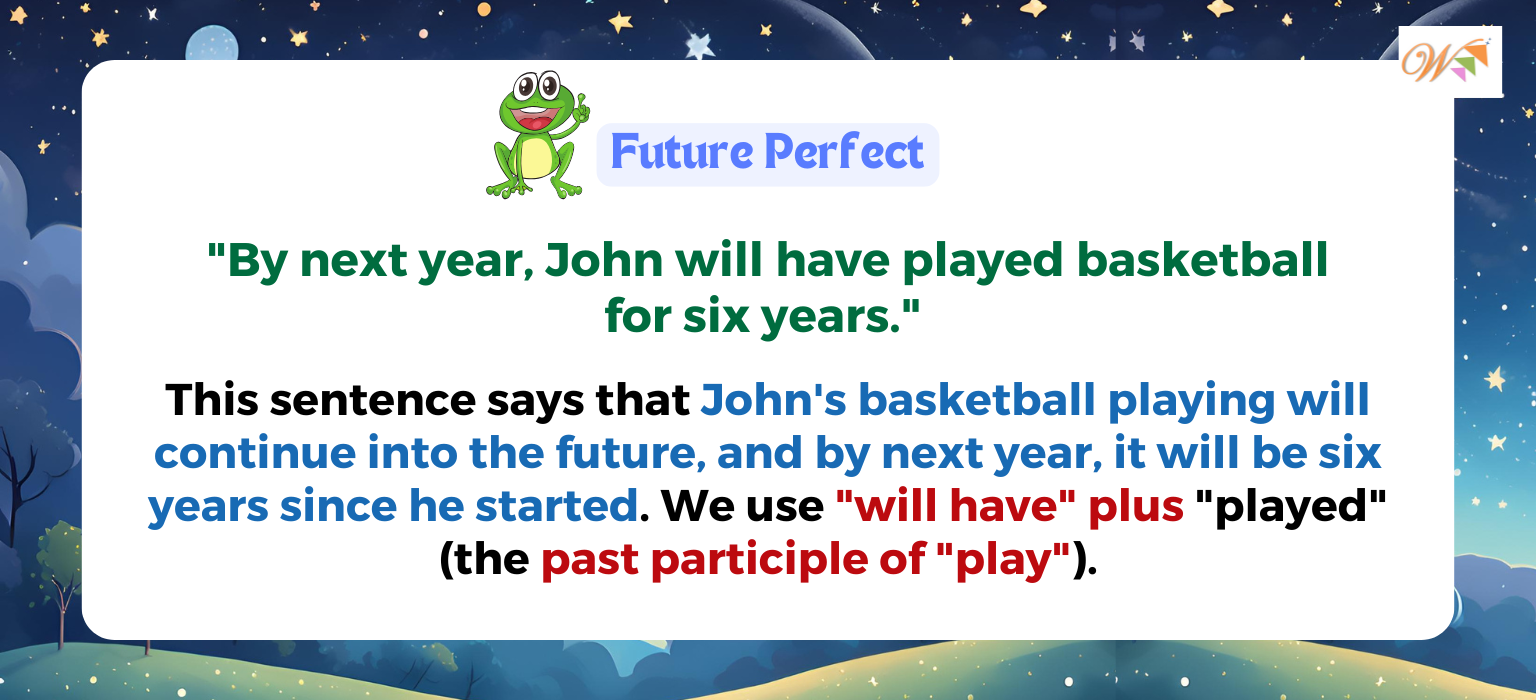 W
Future Perfect
"By next year, John will have played basketball
for six years."
This sentence says that John's basketball playing will
continue into the future, and by next year, it will be six
years since he started. We use "will have" plus "played"
(the past participle of "play").